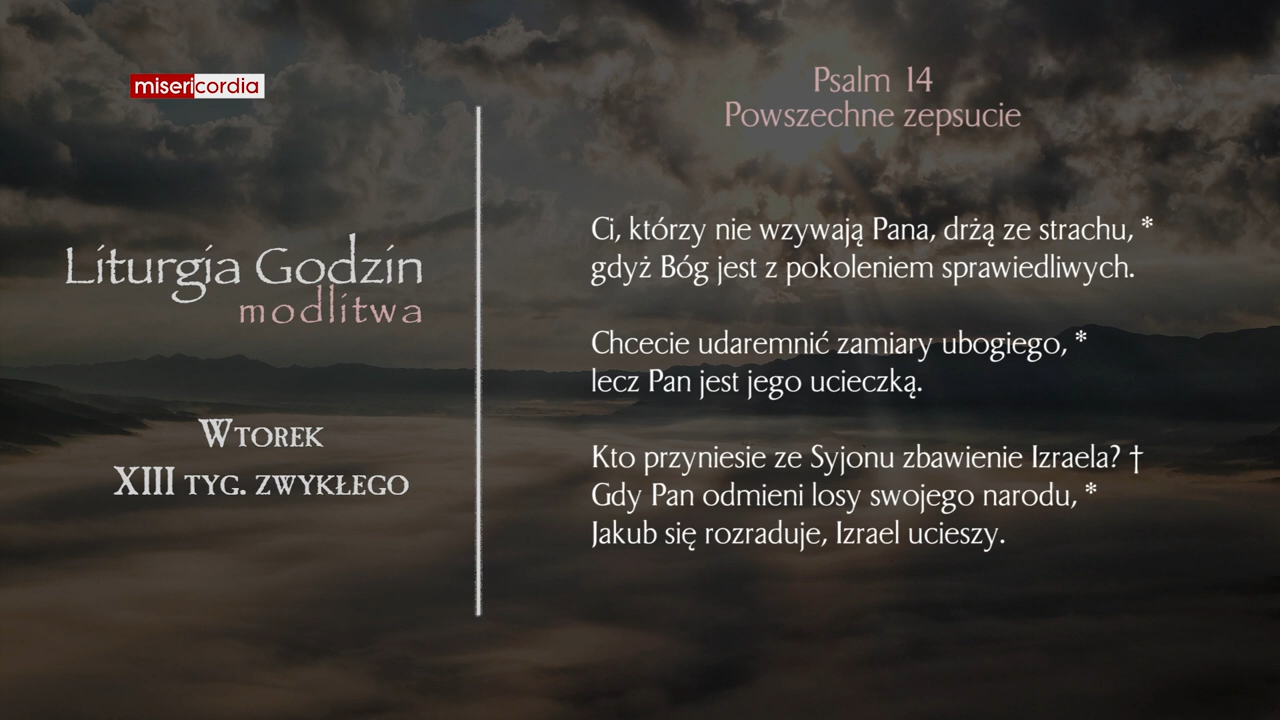 misericordia
Liturgia Godzin
modlitwa
Wtorek
XIII tyg. zwykłego
Psalm 14
Powszechne zepsucie
Ci, którzy nie wzywają Pana, drżą ze strachu, *
gdyż Bóg jest z pokoleniem sprawiedliwych.
Chcecie udaremnić zamiary ubogiego, *
lecz Pan jest jego ucieczką.
Kto przyniesie ze Syjonu zbawienie Izraela? †
Gdy Pan odmieni losy swojego narodu, *
Jakub się rozraduje, Izrael ucieszy.